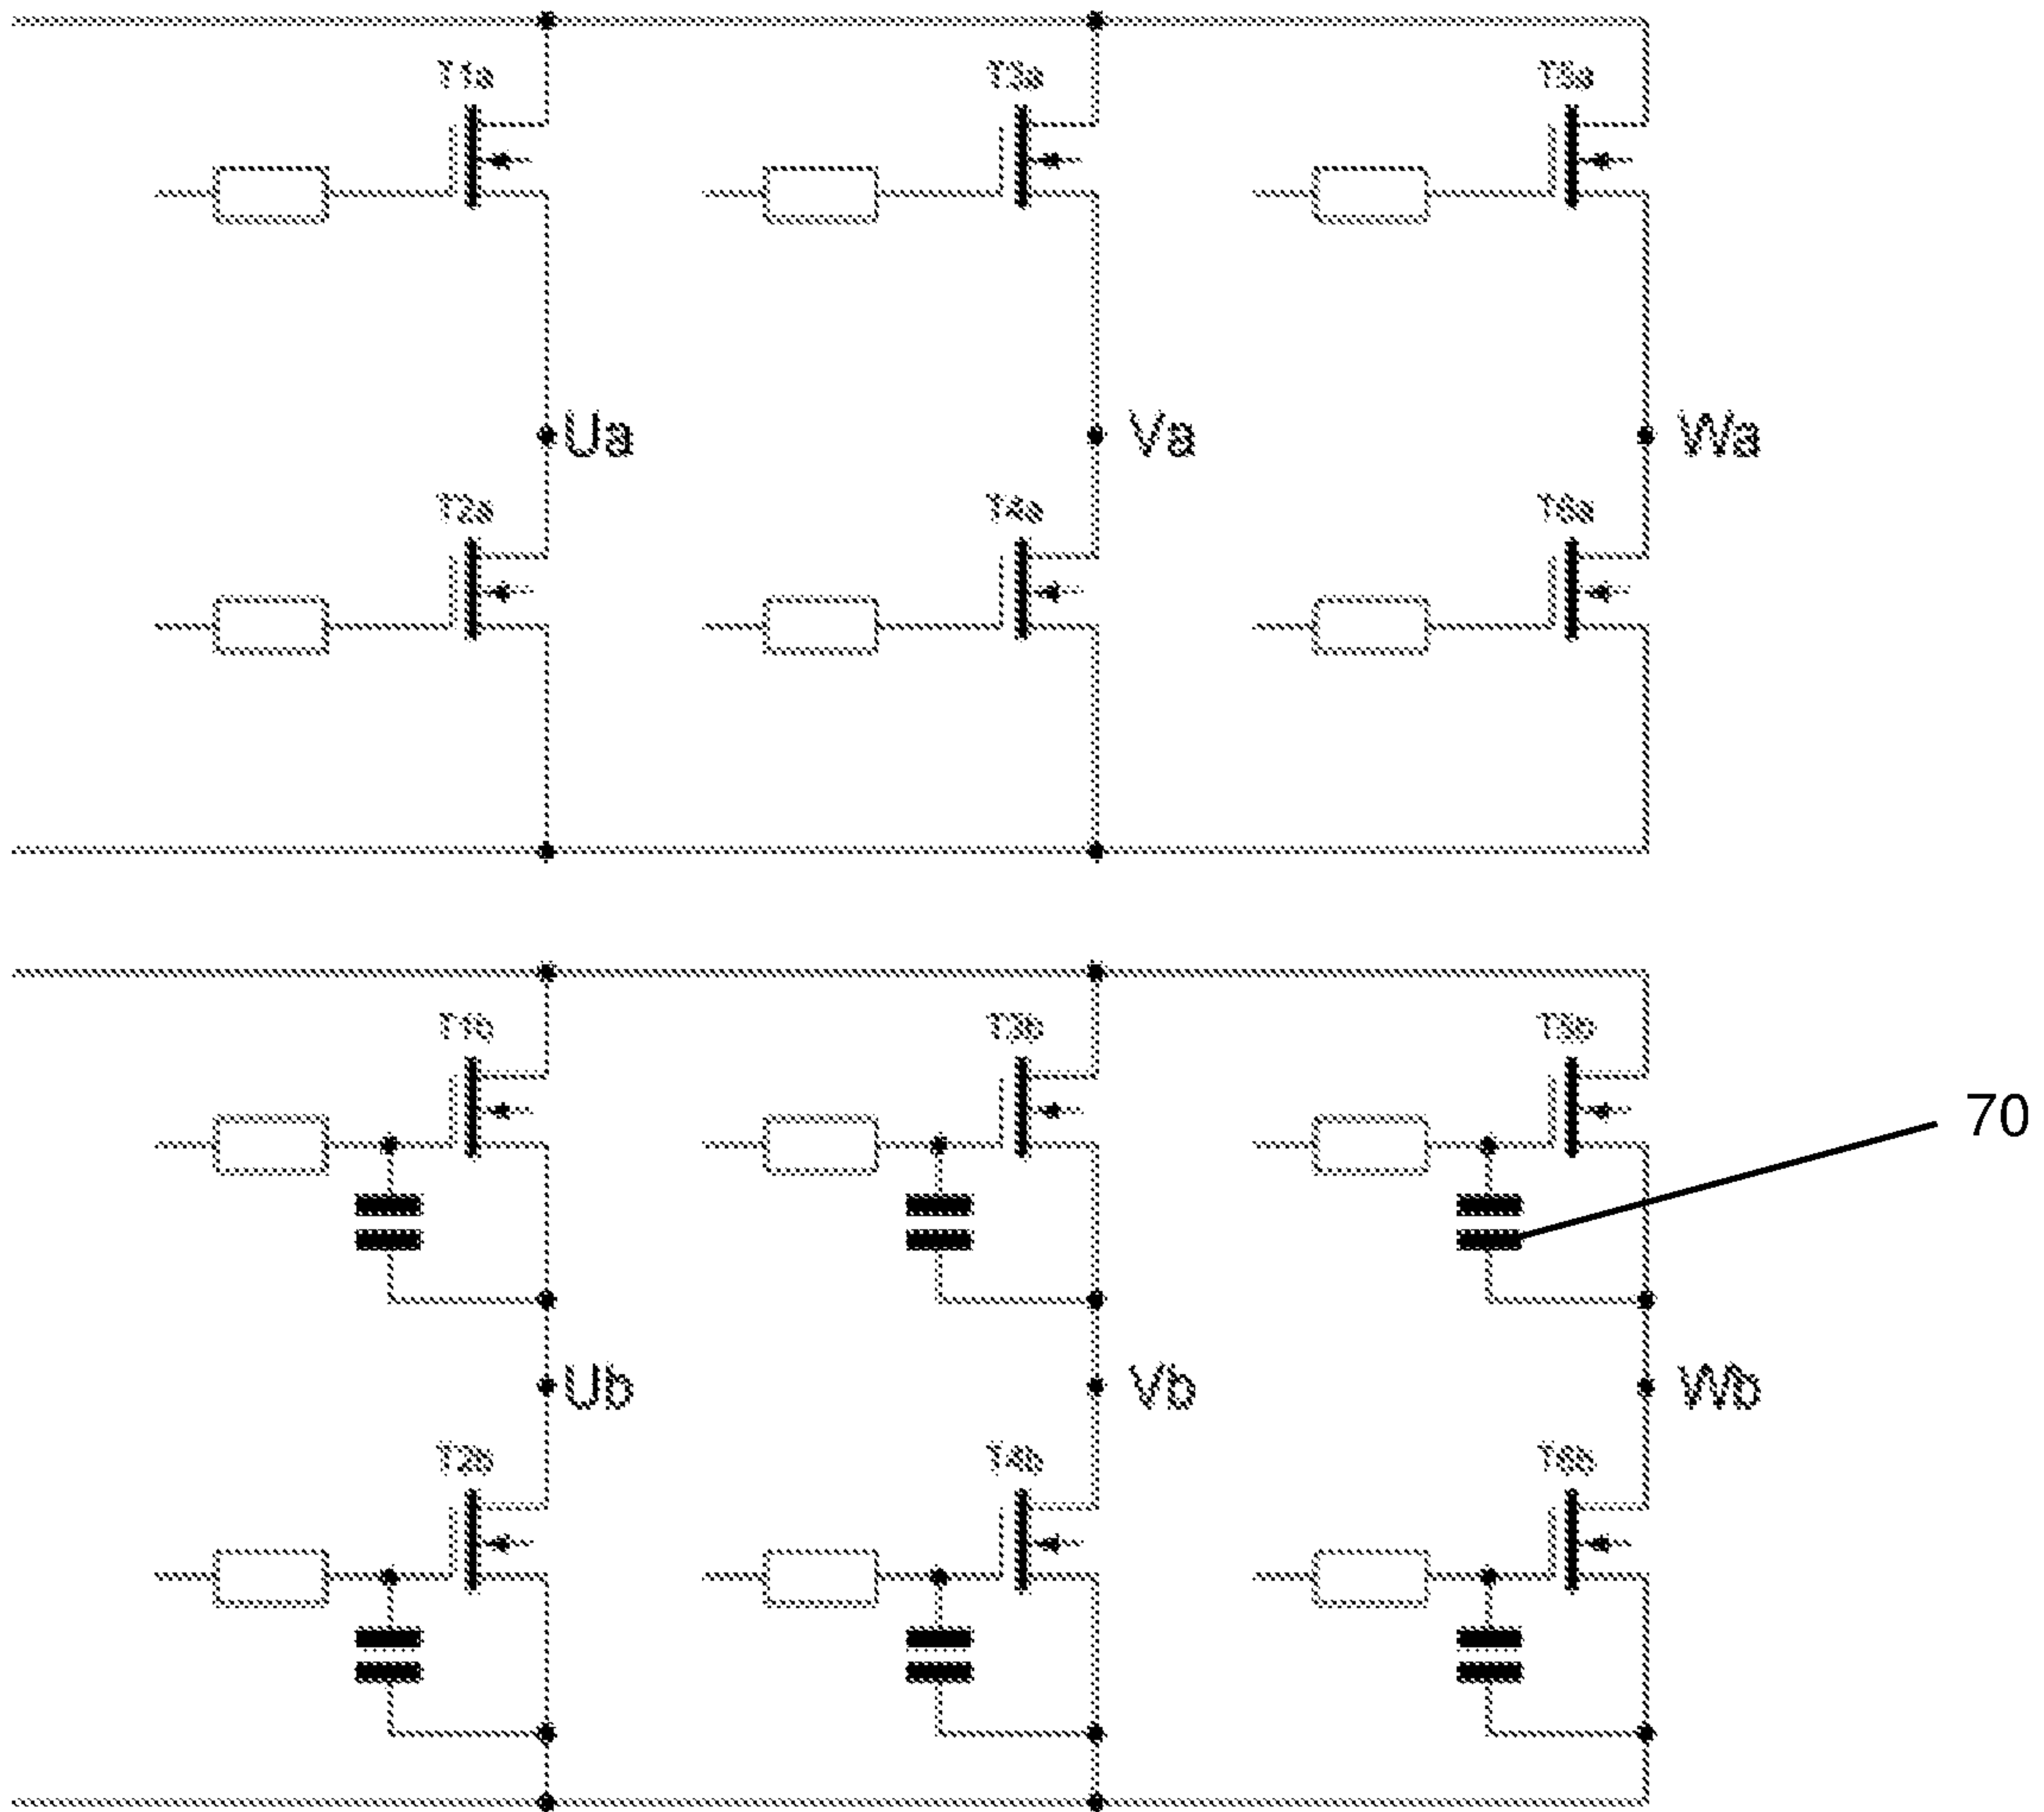 T1a T3a T5a
Ua Va Wa
T2a T4a T6a
T1b T3b T5b
70
Ub Vb Wb
T2b T4b T6b